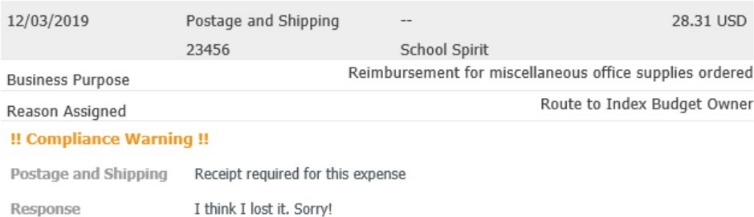 12/03/2019 Postage and Shipping -- 28.31 USD
23456 School Spirit
Business Purpose Reimbursement for miscellaneous office supplies ordered
Reason Assigned Route to Index Budget Owner
!! Compliance Warning !!
Postage and Shipping Receipt required for this expense
Response I think I lost it. Sorry!